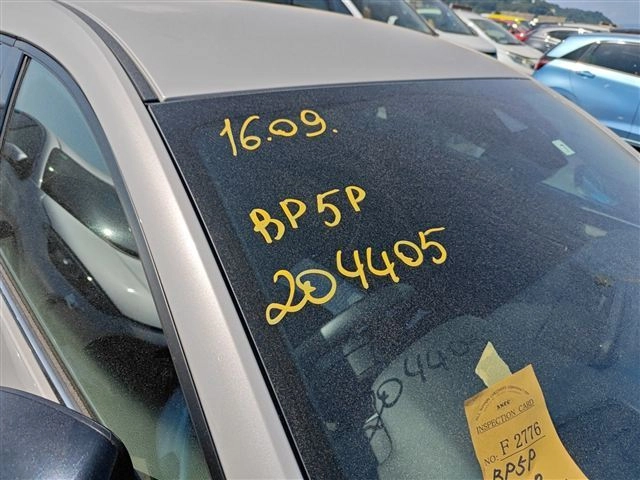 16.09.
BP5P
204405
INSPECTION CARD
NO: F 2776
BP5P